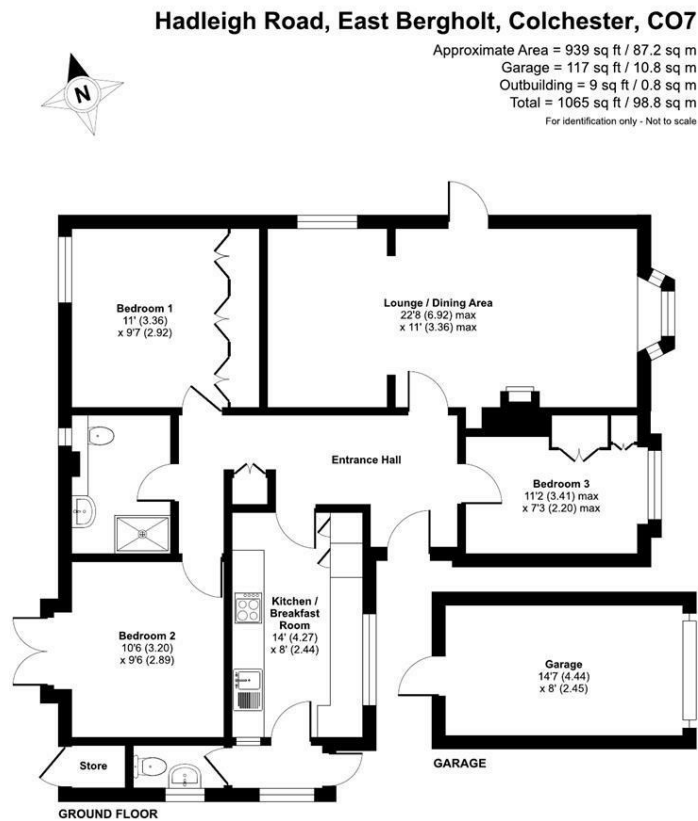 Hadleigh Road, East Bergholt, Colchester, CO7
Approximate Area = 939 sq ft / 87.2 sq m
Garage = 117 sq ft / 10.8 sq m
Outbuilding = 9 sq ft / 0.8 sq m
Total = 1065 sq ft / 98.8 sq m
For identification only - Not to scale
N
Bedroom 1
11' (3.36)
x 9'7 (2.92)
Lounge / Dining Area
22'8 (6.92) max
x 11' (3.36) max
Entrance Hall
Bedroom 3
11'2 (3.41) max
x 7'3 (2.20) max
Kitchen /
Breakfast
Room
14' (4.27)
x 8' (2.44)
Bedroom 2
10'6 (3.20)
x 9'6 (2.89)
Garage
14'7 (4.44)
x 8' (2.45)
Store
GARAGE
GROUND FLOOR